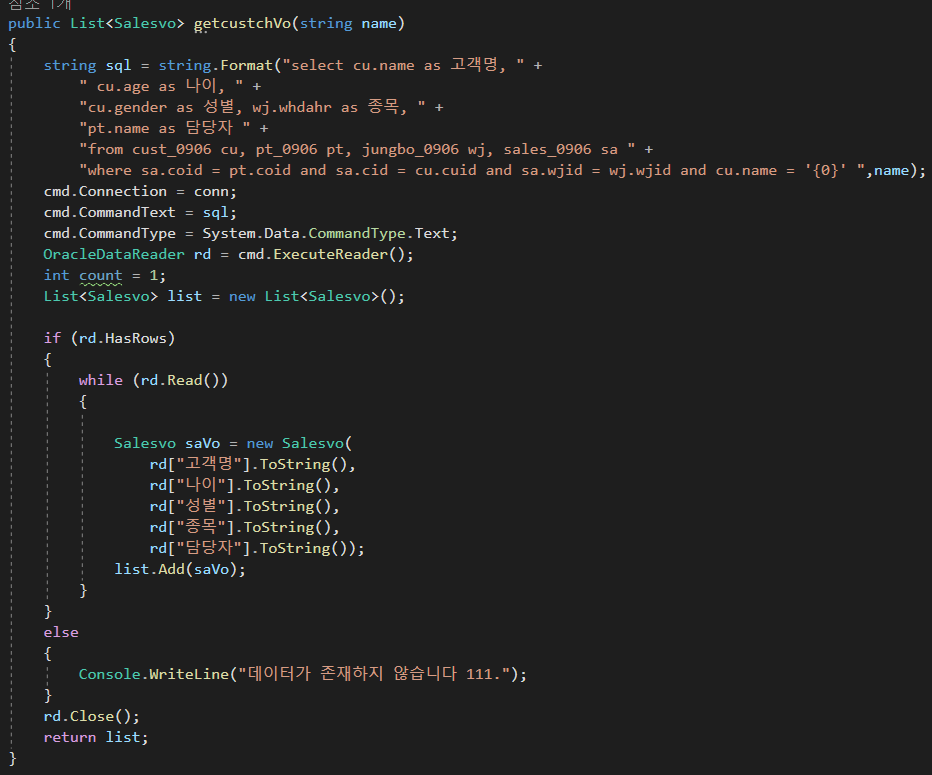 참조 1개
public List<Salesvo> getcustchVo(string name)
{
string sql = string.Format("select cu.name as 고객명, " +
" cu.age as 나이, " +
"cu.gender as 성별, wj.whdahr as 종목, " +
"pt.name as 담당자 " +
"from cust_0906 cu, pt_0906 pt, jungbo_0906 wj, sales_0906 sa " +
"where sa.coid = pt.coid and sa.cid = cu.cuid and sa.wjid = wj.wjid and cu.name = '{0}' ",name);
cmd.Connection = conn;
cmd.CommandText = sql;
cmd.CommandType = System.Data.CommandType.Text;
OracleDataReader rd = cmd.ExecuteReader();
int count = 1;
List<Salesvo> list = new List<Salesvo>();
if (rd.HasRows)
{
while (rd.Read())
{
Salesvo saVo = new Salesvo(
rd["고객명"].ToString(),
rd["나이"].ToString(),
rd["성별"].ToString(),
rd["종목"].ToString(),
rd["담당자"].ToString());
list.Add(saVo);
}
}
else
{
Console.WriteLine("데이터가 존재하지 않습니다 111.");
}
rd.Close();
return list;
}